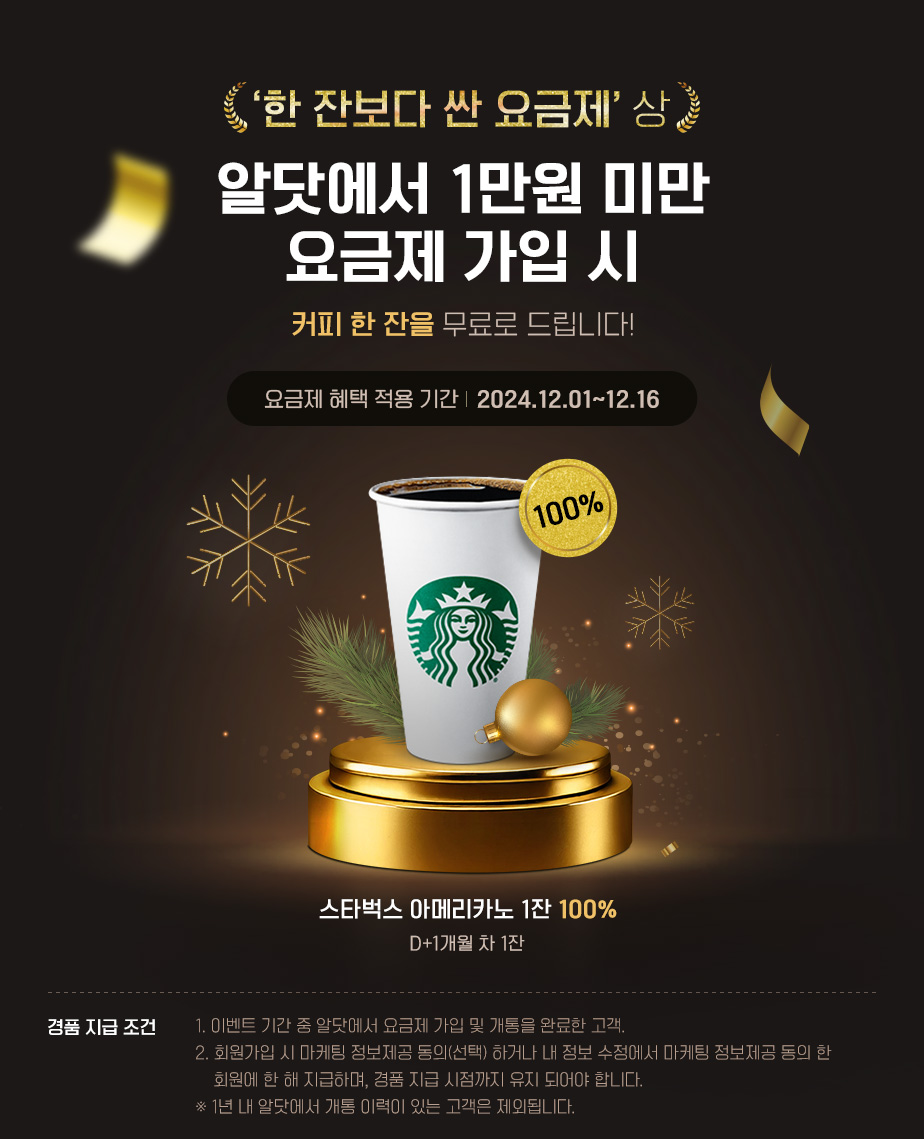 ‘한 잔보다 싼 요금제’ 상
알닷에서 1만원 미만
요금제 가입 시
커피 한 잔을 무료로 드립니다!
요금제 혜택 적용 기간 | 2024.12.01~12.16
100%
스타벅스 아메리카노 1잔 100%
D+1개월 차 1잔
경품 지급 조건
1. 이벤트 기간 중 알닷에서 요금제 가입 및 개통을 완료한 고객.
2. 회원가입 시 마케팅 정보제공 동의(선택) 하거나 내 정보 수정에서 마케팅 정보제공 동의 한
회원에 한 해 지급하며, 경품 지급 시점까지 유지 되어야 합니다.
※ 1년 내 알닷에서 개통 이력이 있는 고객은 제외됩니다.